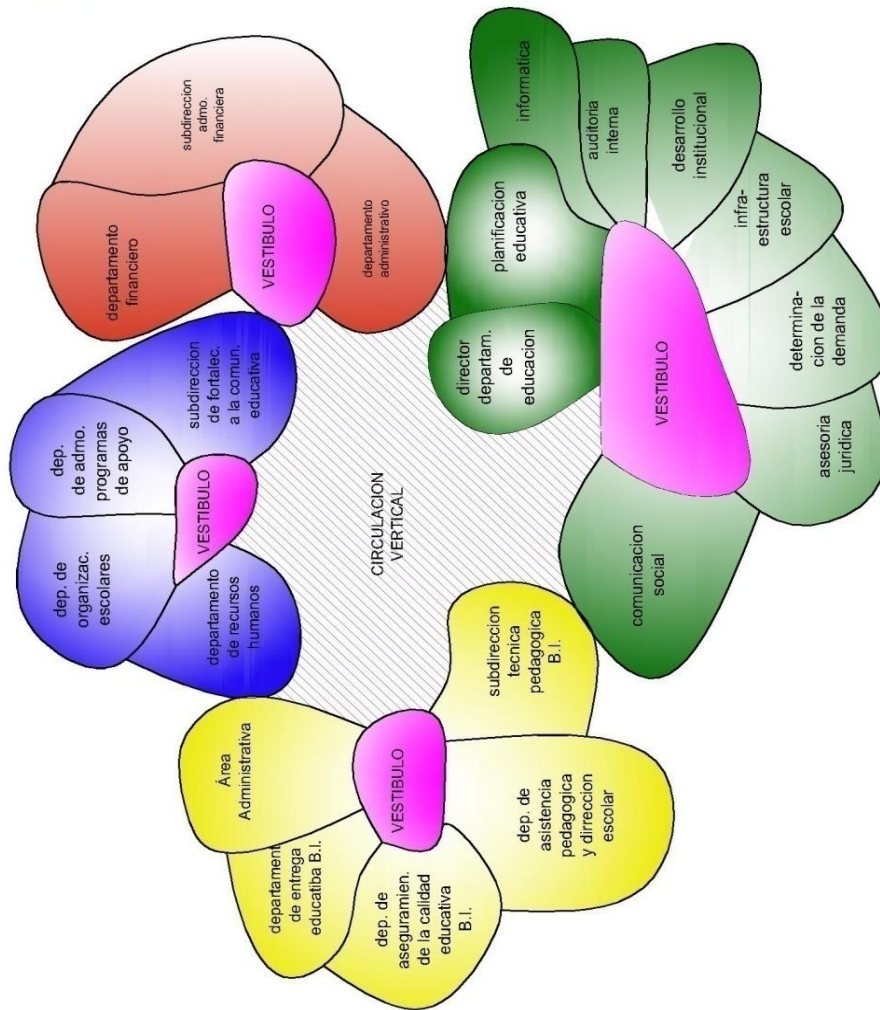 subdireccion
admo.
financiera
departamento
financiero
VESTIBULO
departamento
administrativo
informatica
auditoria
interna
desarrollo
institucional
infra-
estructura
escolar
determina-
cion de la
demanda
asesoria
juridica
comunicacion
social
planificacion
educativa
director
departam.
de
educacion
VESTIBULO
subdireccion
de fortalec.
a la comun.
educativa
dep.
de admo.
programas
de apoyo
dep. de
organizac.
escolares
departamento
de recursos
humanos
VESTIBULO
CIRCULACION
VERTICAL
Área
Administrativa
departament
de entrega
educatiba B.I.
dep. de
aseguramien.
de la calidad
educativa
B.I.
dep. de
asistencia
pedagogica
y dirreccion
escolar
subdireccion
tecnica
pedagogica
B.I.
VESTIBULO